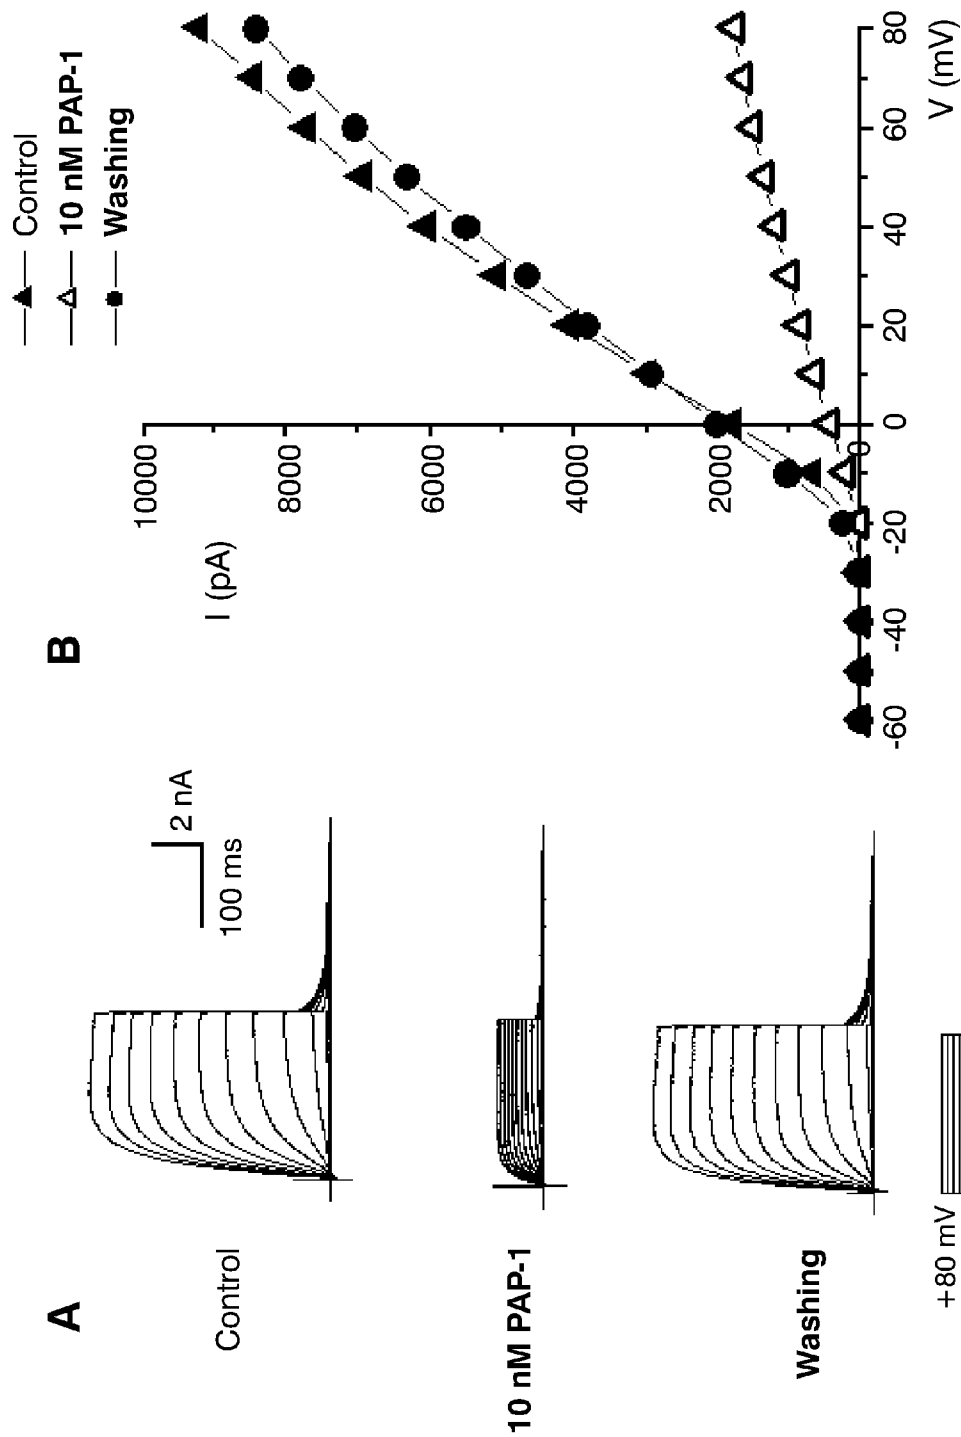 A
Control
2 nA
100 ms
10 nM PAP-1
Washing
+80 mV
B
Control
10 nM PAP-1
Washing
I (pA)
10000
8000
6000
4000
2000
0
-60
-40
-20
0
20
40
60
80
V (mV)